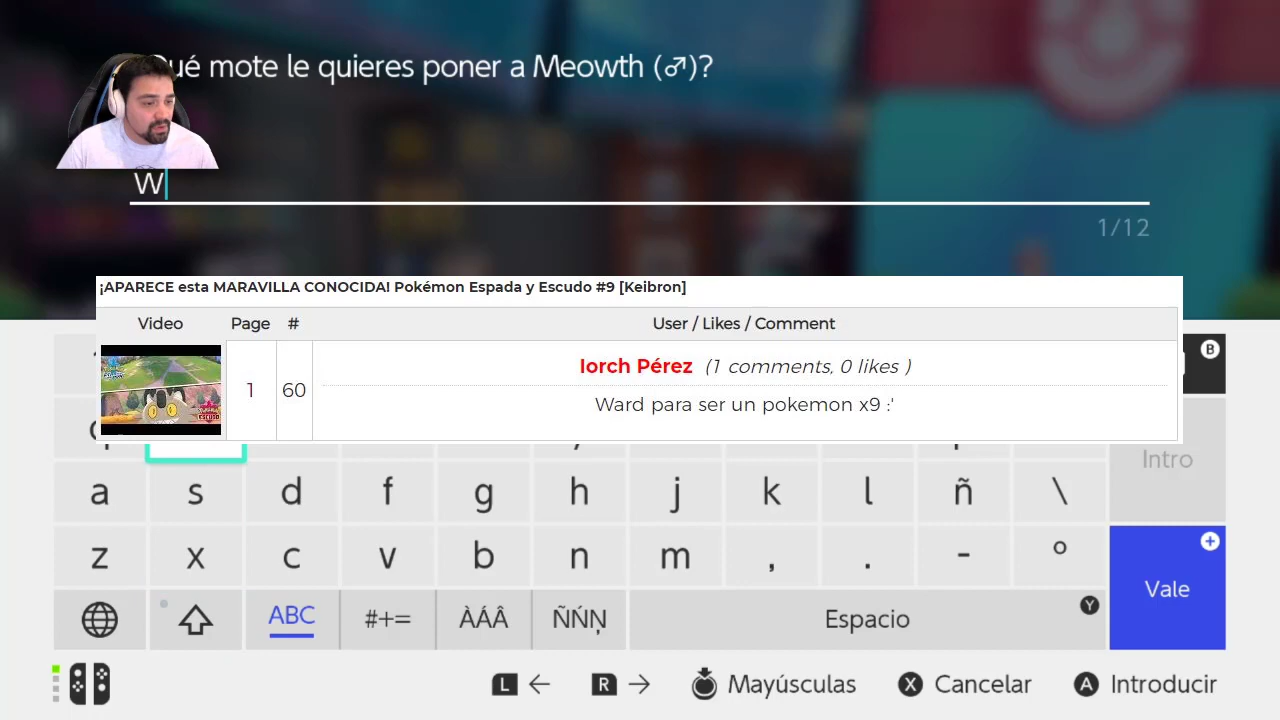 ué mote le quieres poner a Meowth (♂)?
W
1/12
¡APARECE esta MARAVILLA CONOCIDA! Pokémon Espada y Escudo #9 [Keibron]
Video Page # User / Likes / Comment
1 60 Iorch Pérez (1 comments, 0 likes )
Ward para ser un pokemon x9 :'
B
Intro
a s d f g h j k l ñ \
z x c v b n m , . - º
+
Vale
ABC #+= ÀÁÂ ÑŃŅ Espacio Y
L ← R → Mayúsculas X Cancelar A Introducir